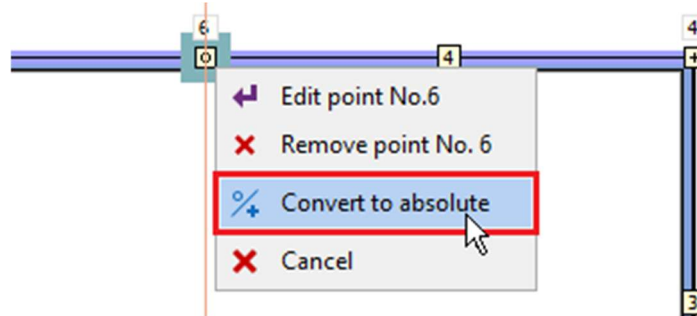 6
4
4
Edit point No.6
Remove point No. 6
Convert to absolute
Cancel
3